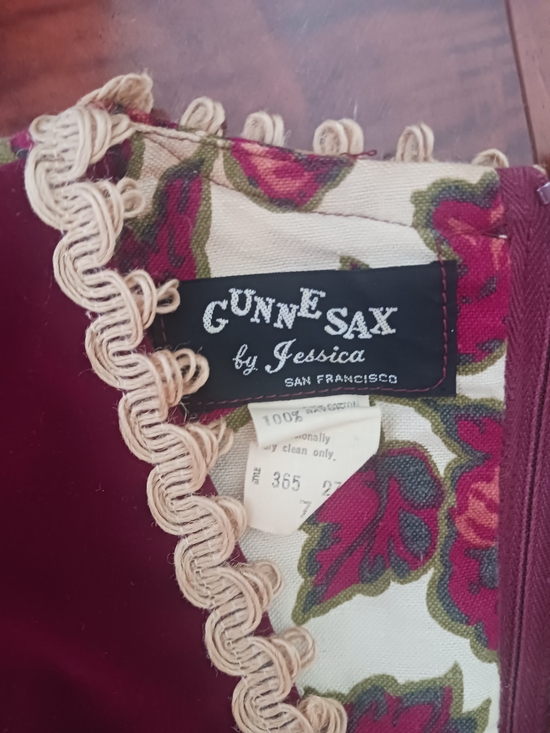 GUNNE SAX
by Jessica
SAN FRANCISCO
100%
clean only.
365
7